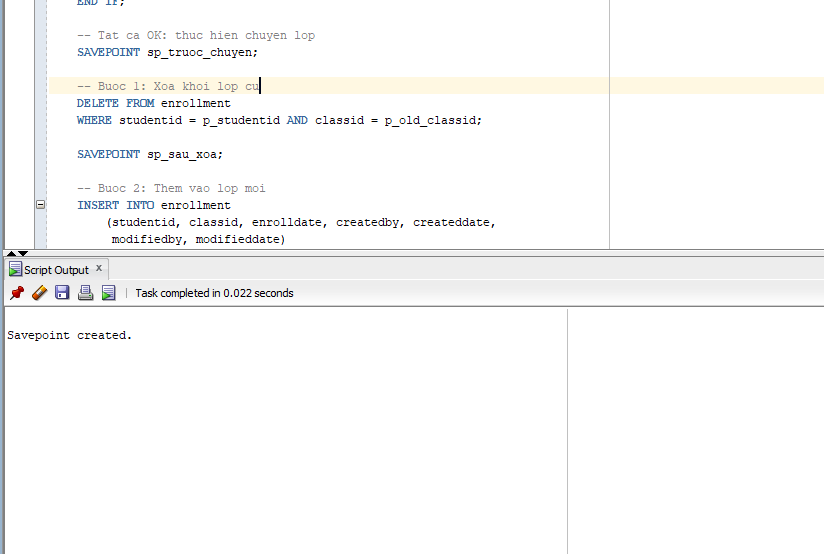 END IF;
-- Tat ca OK: thuc hien chuyen lop
SAVEPOINT sp_truoc_chuyen;
-- Buoc 1: Xoa khoi lop cu
DELETE FROM enrollment
WHERE studentid = p_studentid AND classid = p_old_classid;
SAVEPOINT sp_sau_xoa;
-- Buoc 2: Them vao lop moi
INSERT INTO enrollment
(studentid, classid, enrolldate, createdby, createddate,
modifiedby, modifieddate)
Script Output x
Task completed in 0.022 seconds
Savepoint created.